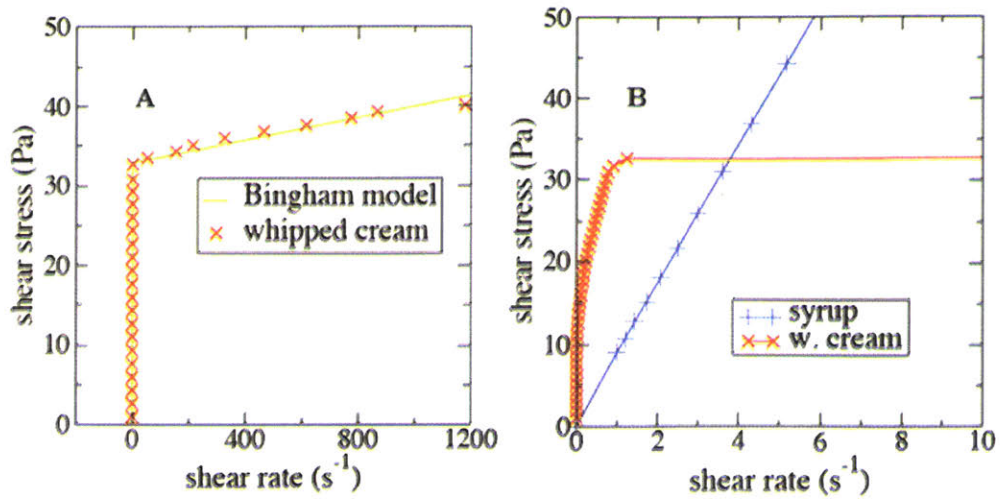 50
40
30
20
10
0
shear stress (Pa)
A
Bingham model
whipped cream
0
400
800
1200
shear rate (s⁻¹)
50
40
30
20
10
0
shear stress (Pa)
B
syrup
w. cream
0
2
4
6
8
10
shear rate (s⁻¹)